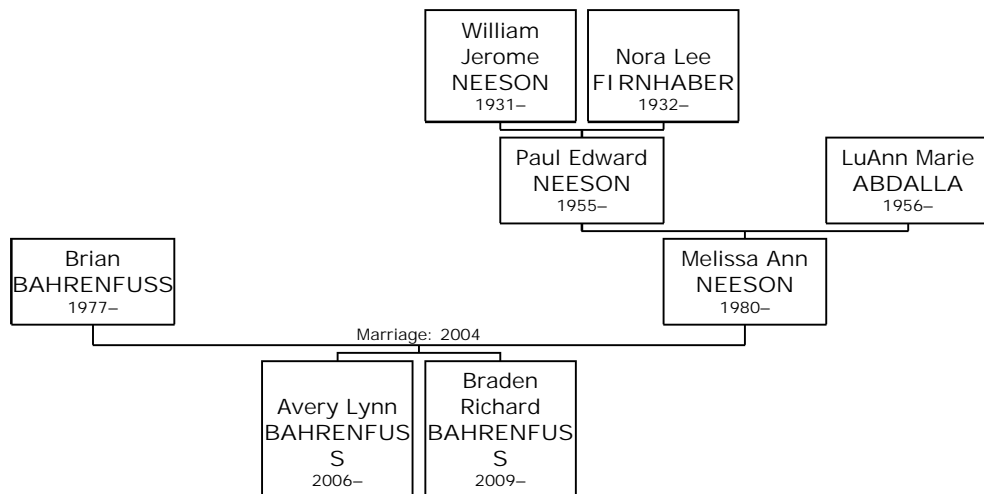 William
Jerome
NEESON
1931–
Nora Lee
FIRNHABER
1932–
Paul Edward
NEESON
1955–
LuAnn Marie
ABDALLA
1956–
Brian
BAHRENFUSS
1977–
Melissa Ann
NEESON
1980–
Marriage: 2004
Avery Lynn
BAHRENFUS
S
2006–
Braden
Richard
BAHRENFUS
S
2009–